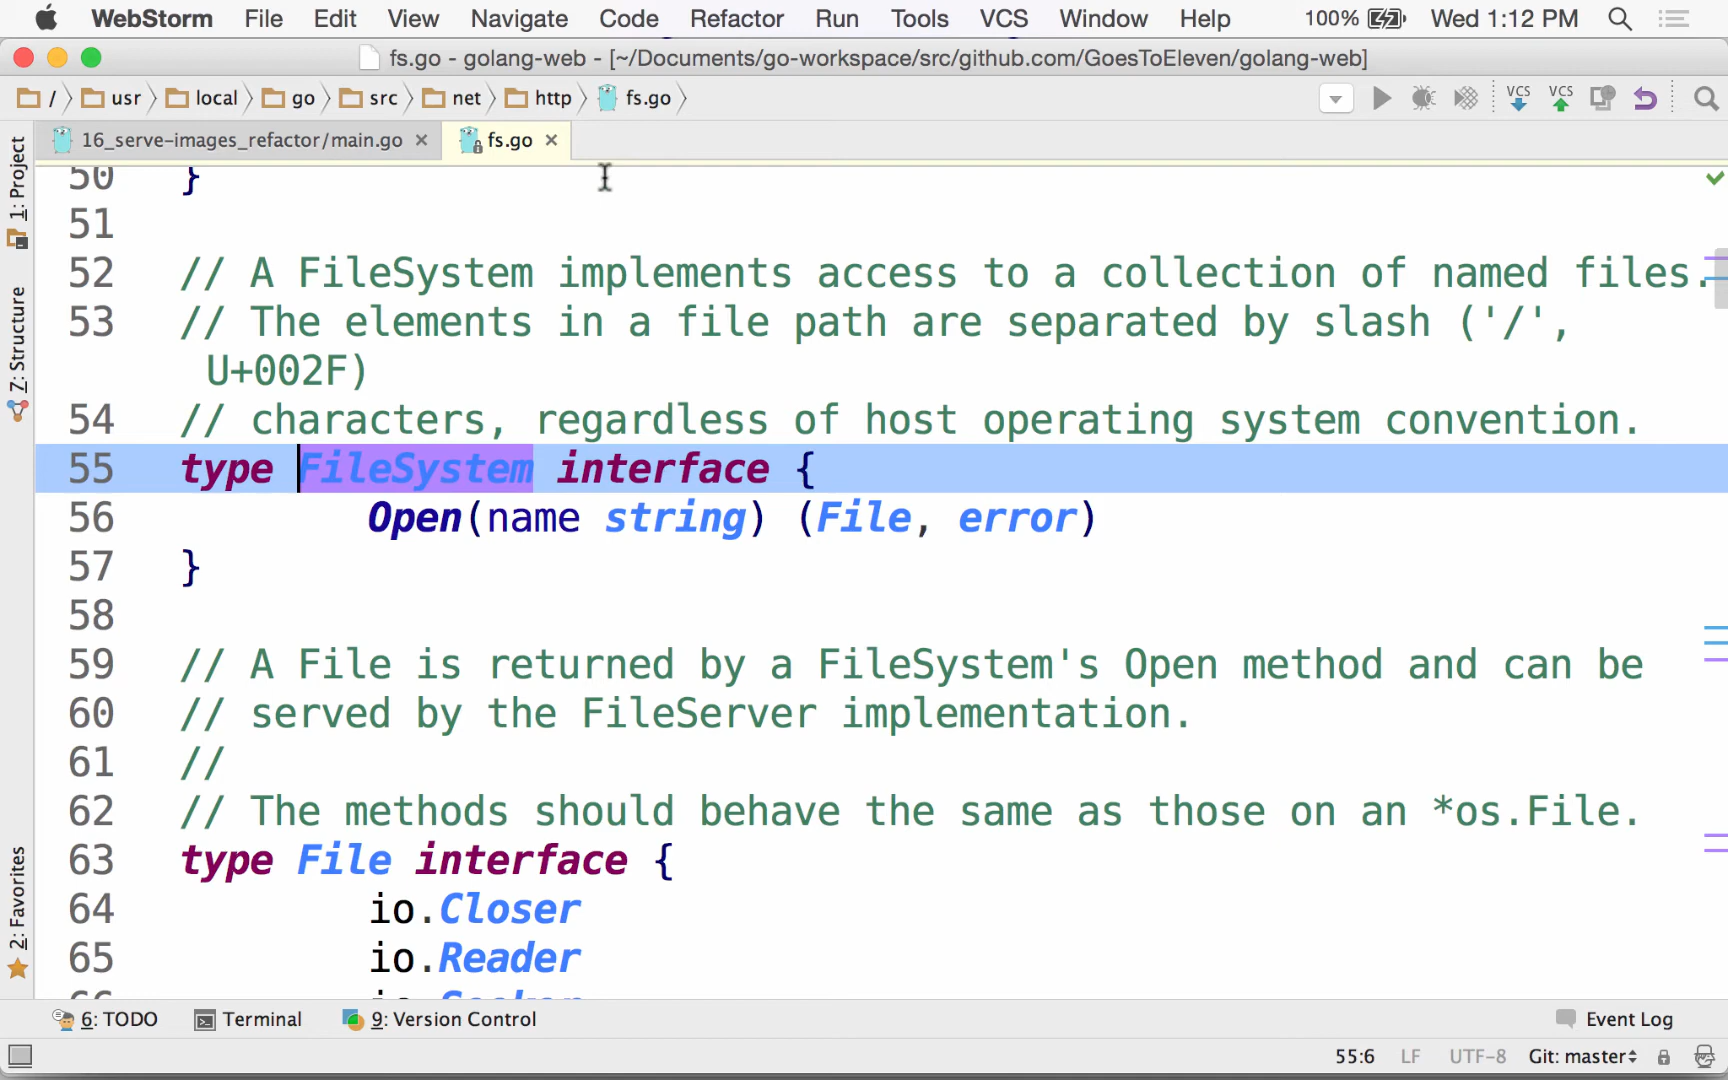 WebStorm File Edit View Navigate Code Refactor Run Tools VCS Window Help 100% Wed 1:12 PM
fs.go - golang-web - [~/Documents/go-workspace/src/github.com/GoesToEleven/golang-web]
/ usr local go src net http fs.go VCS VCS
16_serve-images_refactor/main.go fs.go
1: Project
7: Structure
2: Favorites
50 }
51
52 // A FileSystem implements access to a collection of named files.
53 // The elements in a file path are separated by slash ('/',
U+002F)
54 // characters, regardless of host operating system convention.
55 type FileSystem interface {
56 Open(name string) (File, error)
57 }
58
59 // A File is returned by a FileSystem's Open method and can be
60 // served by the FileServer implementation.
61 //
62 // The methods should behave the same as those on an *os.File.
63 type File interface {
64 io.Closer
65 io.Reader
66 io.Seeker
6: TODO Terminal 9: Version Control Event Log
55:6 LF UTF-8 Git: master